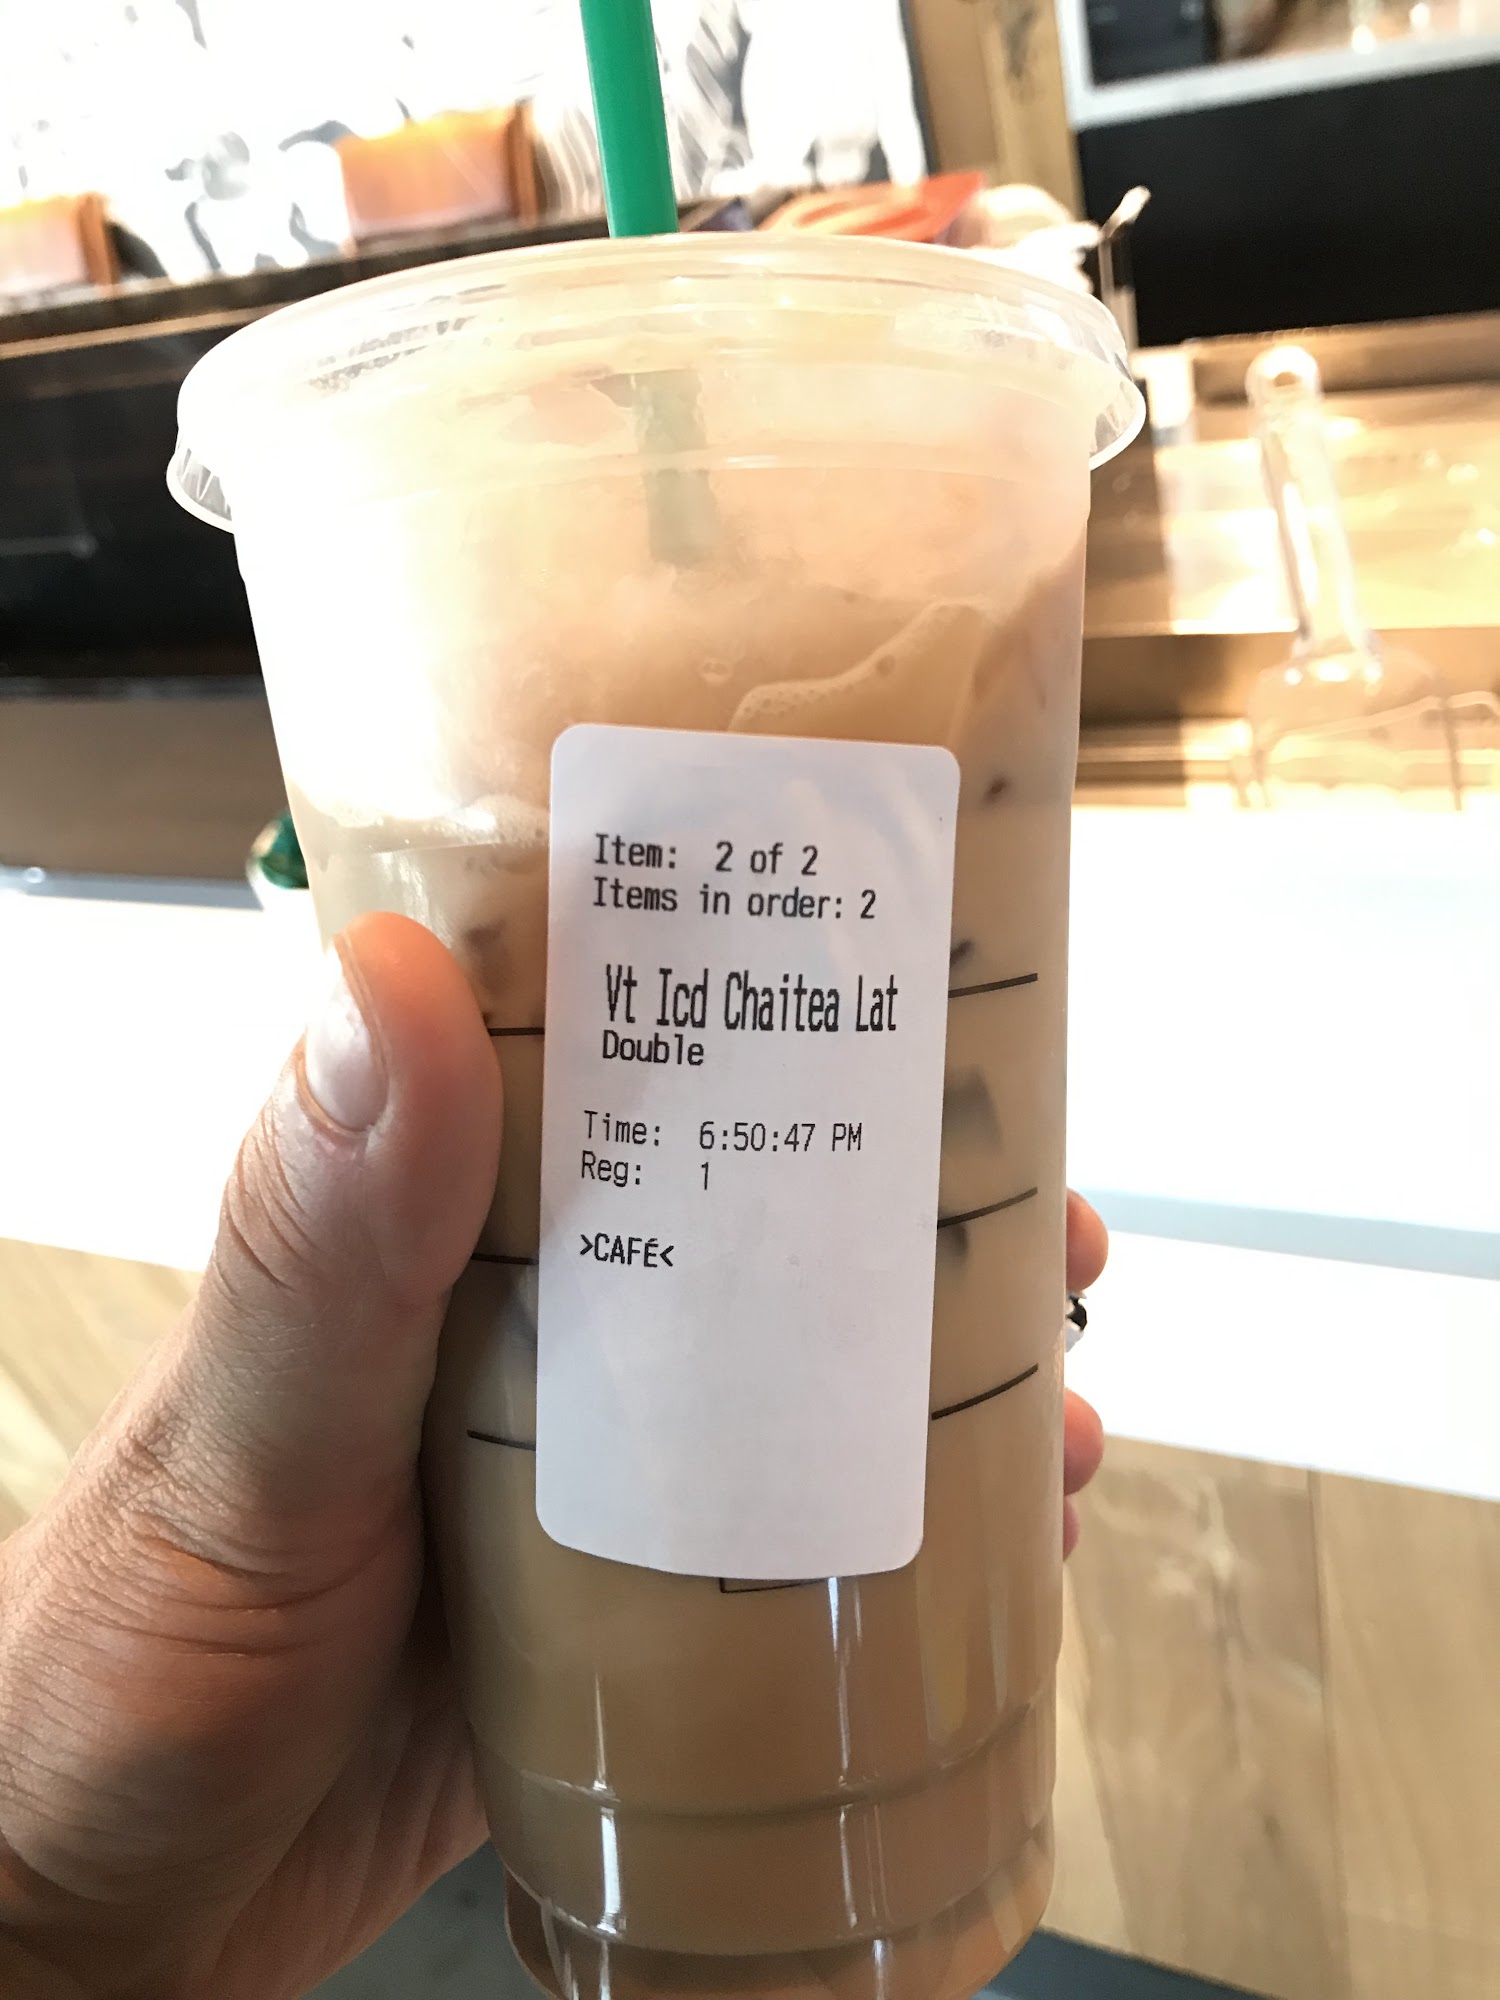 Item: 2 of 2
Items in order: 2
Vt Icd Chaitea Lat
Double
Time: 6:50:47 PM
Reg: 1
>CAFÉ<